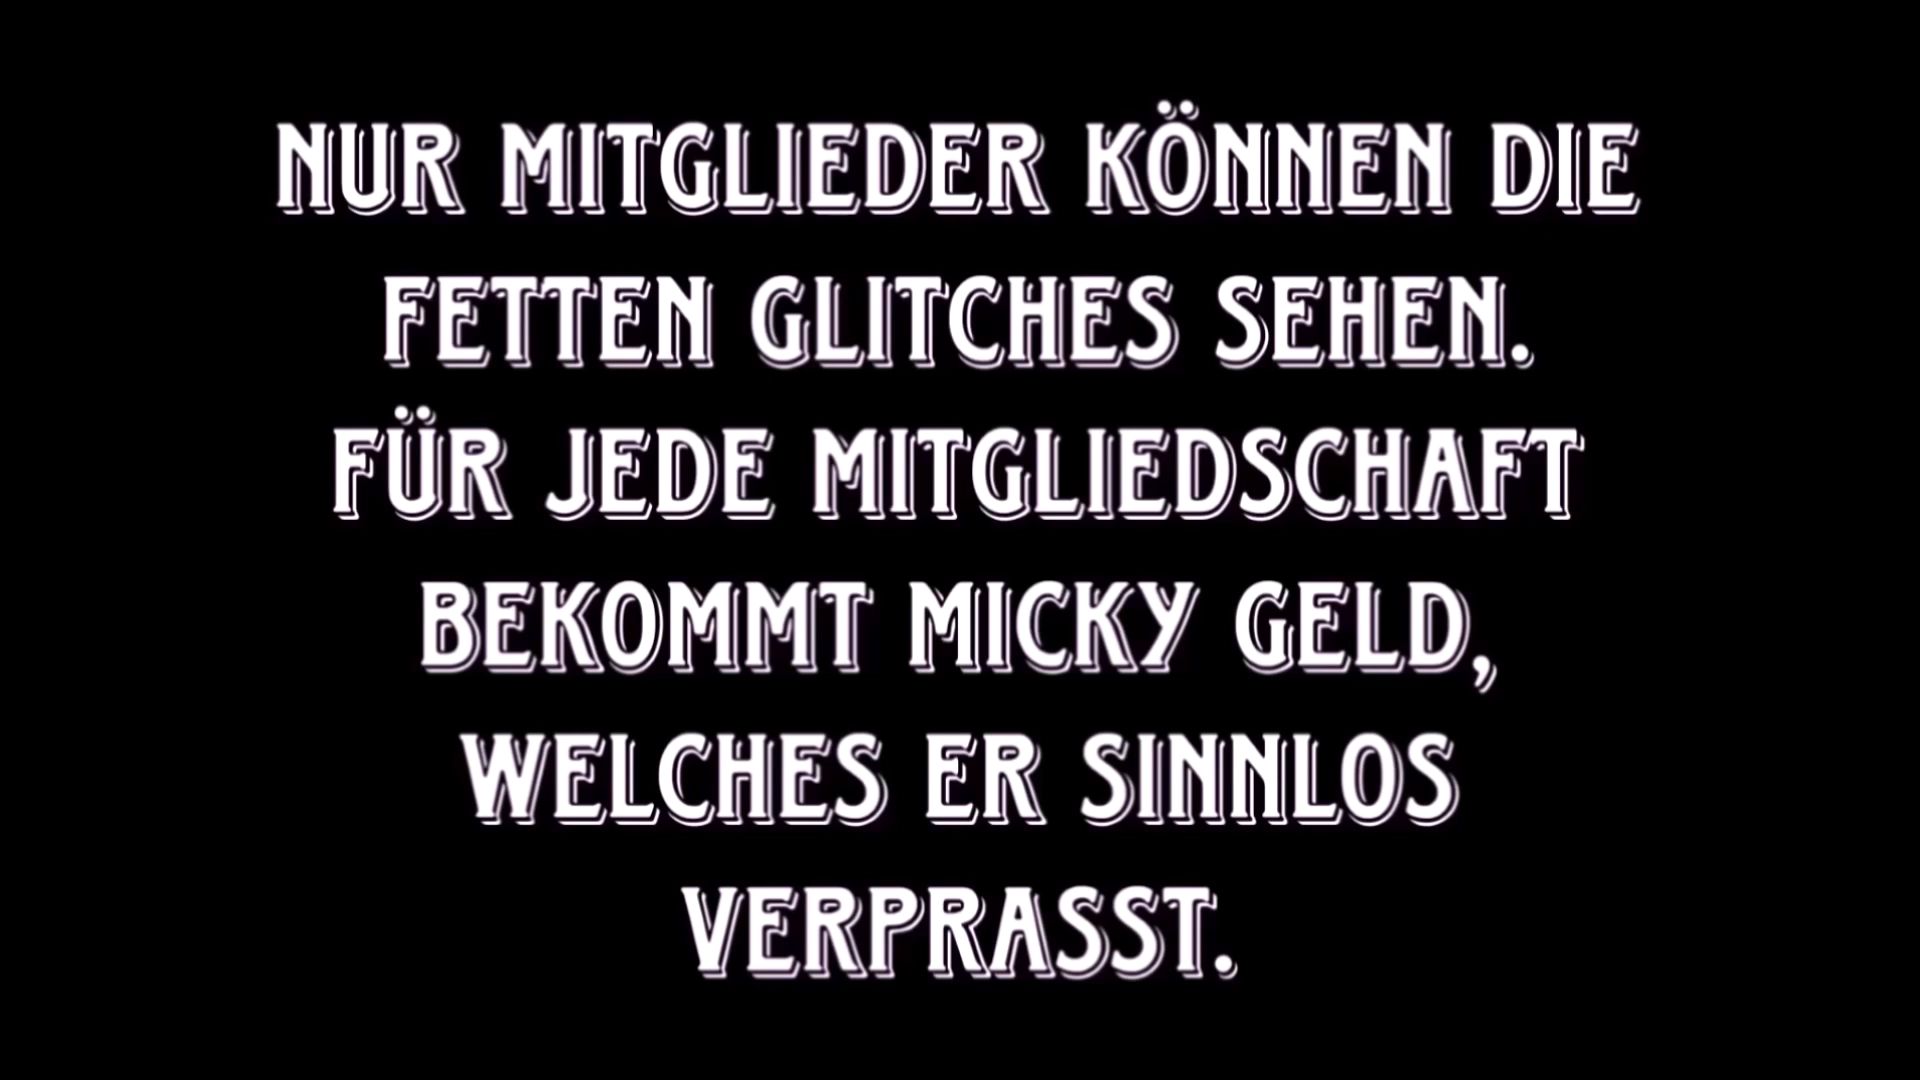 NUR MITGLIEDER KÖNNEN DIE
FETTEN GLITCHES SEHEN.
FÜR JEDE MITGLIEDSCHAFT
BEKOMMT MICKY GELD,
WELCHES ER SINNLOS
VERPRASST.